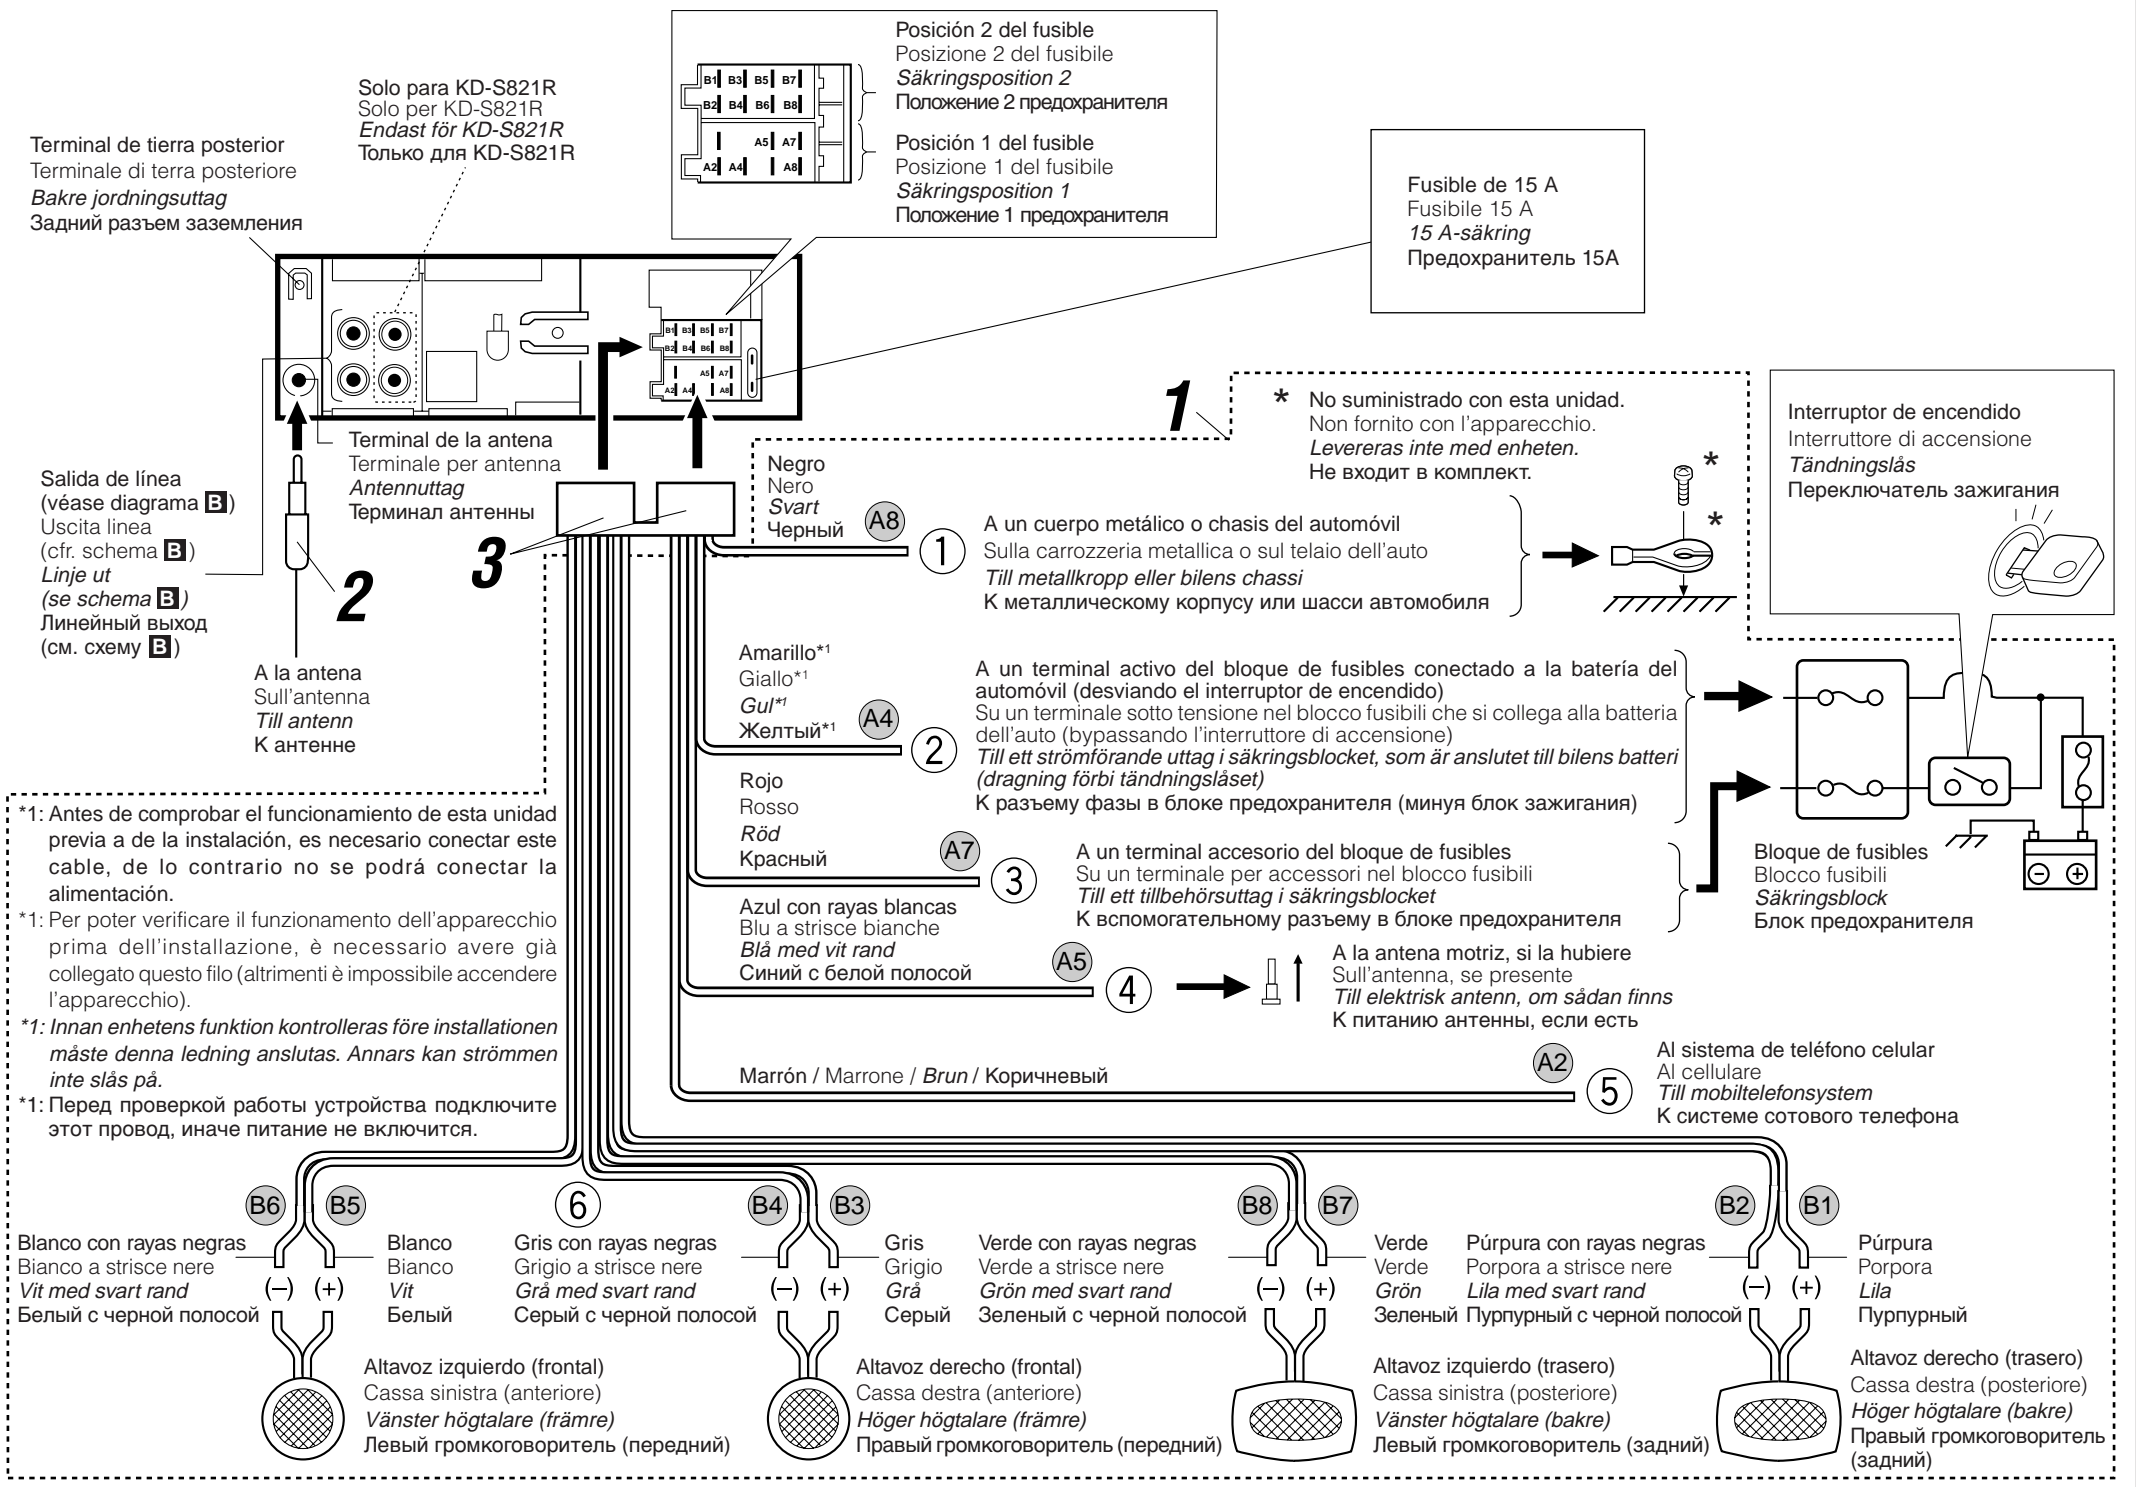 Posición 2 del fusible
Posizione 2 del fusibile
Säkringsposition 2
Положение 2 предохранителя
B1 B3 B5 B7
B2 B4 B6 B8
A5 A7
A2 A4 A8
Posición 1 del fusible
Posizione 1 del fusibile
Säkringsposition 1
Положение 1 предохранителя
Solo para KD-S821R
Solo per KD-S821R
Endast för KD-S821R
Только для KD-S821R
Terminal de tierra posterior
Terminale di terra posteriore
Bakre jordningsuttag
Задний разъем заземления
Fusible de 15 A
Fusibile 15 A
15 A-säkring
Предохранитель 15А
B1 B3 B5 B7
B2 B4 B6 B8
A5 A7
A2 A4 A8
1
* No suministrado con esta unidad.
Non fornito con l'apparecchio.
Levereras inte med enheten.
Не входит в комплект.
*
*
Interruptor de encendido
Interruttore di accensione
Tändningslås
Переключатель зажигания
Terminal de la antena
Terminale per antenna
Antennuttag
Терминал антенны
Salida de línea
(véase diagrama B)
Uscita linea
(cfr. schema B)
Linje ut
(se schema B)
Линейный выход
(см. схему B)
2
3
A la antena
Sull'antenna
Till antenn
К антенне
Negro
Nero
Svart
Черный
A8
1
A un cuerpo metálico o chasis del automóvil
Sulla carrozzeria metallica o sul telaio dell'auto
Till metallkropp eller bilens chassi
К металлическому корпусу или шасси автомобиля
Amarillo*1
Giallo*1
Gul*1
Желтый*1
A4
2
A un terminal activo del bloque de fusibles conectado a la batería del
automóvil (desviando el interruptor de encendido)
Su un terminale sotto tensione nel blocco fusibili che si collega alla batteria
dell'auto (bypassando l'interruttore di accensione)
Till ett strömförande uttag i säkringsblocket, som är anslutet till bilens batteri
(dragning förbi tändningslåset)
К разъему фазы в блоке предохранителя (минуя блок зажигания)
Rojo
Rosso
Röd
Красный
A7
3
A un terminal accesorio del bloque de fusibles
Su un terminale per accessori nel blocco fusibili
Till ett tillbehörsuttag i säkringsblocket
К вспомогательному разъему в блоке предохранителя
Bloque de fusibles
Blocco fusibili
Säkringsblock
Блок предохранителя
*1: Antes de comprobar el funcionamiento de esta unidad
previa a de la instalación, es necesario conectar este
cable, de lo contrario no se podrá conectar la
alimentación.
*1: Per poter verificare il funzionamento dell'apparecchio
prima dell'installazione, è necessario avere già
collegato questo filo (altrimenti è impossibile accendere
l'apparecchio).
*1: Innan enhetens funktion kontrolleras före installationen
måste denna ledning anslutas. Annars kan strömmen
inte slås på.
*1: Перед проверкой работы устройства подключите
этот провод, иначе питание не включится.
Azul con rayas blancas
Blu a strisce bianche
Blå med vit rand
Синий с белой полосой
A5
4
A la antena motriz, si la hubiere
Sull'antenna, se presente
Till elektrisk antenn, om sådan finns
К питанию антенны, если есть
Marrón / Marrone / Brun / Коричневый
A2
5
Al sistema de teléfono celular
Al cellulare
Till mobiltelefonsystem
К системе сотового телефона
B6 B5 6 B4 B3 B8 B7 B2 B1
Blanco con rayas negras
Bianco a strisce nere
Vit med svart rand
Белый с черной полосой
(−) (+)
Blanco
Bianco
Vit
Белый
Gris con rayas negras
Grigio a strisce nere
Grå med svart rand
Серый с черной полосой
(−) (+)
Gris
Grigio
Grå
Серый
Verde con rayas negras
Verde a strisce nere
Grön med svart rand
Зеленый с черной полосой
(−) (+)
Verde
Verde
Grön
Зеленый
Púrpura con rayas negras
Porpora a strisce nere
Lila med svart rand
Пурпурный с черной полосой
(−) (+)
Púrpura
Porpora
Lila
Пурпурный
Altavoz izquierdo (frontal)
Cassa sinistra (anteriore)
Vänster högtalare (främre)
Левый громкоговоритель (передний)
Altavoz derecho (frontal)
Cassa destra (anteriore)
Höger högtalare (främre)
Правый громкоговоритель (передний)
Altavoz izquierdo (trasero)
Cassa sinistra (posteriore)
Vänster högtalare (bakre)
Левый громкоговоритель (задний)
Altavoz derecho (trasero)
Cassa destra (posteriore)
Höger högtalare (bakre)
Правый громкоговоритель
(задний)